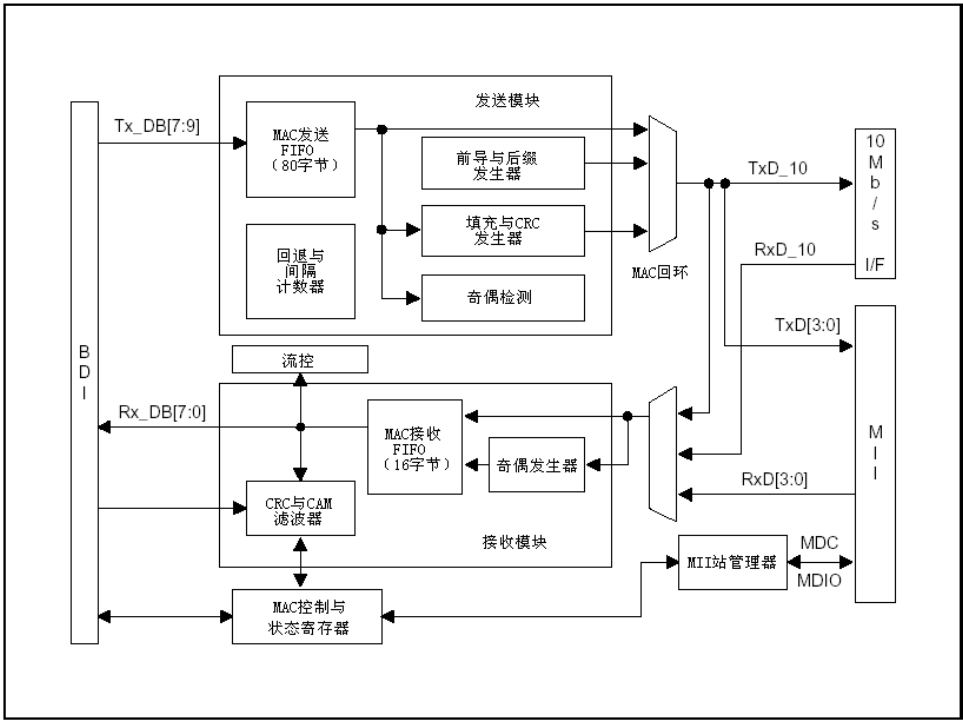 发送模块
Tx_DB[7:9]
MAC发送
FIFO
(80字节)
前导与后缀
发生器
填充与CRC
发生器
奇偶检测
回退与
间隔
计数器
MAC回环
TxD_10
RxD_10
10
M
b
/
s
I/F
TxD[3:0]
B
D
I
流控
Rx_DB[7:0]
MAC接收
FIFO
(16字节)
奇偶发生器
CRC与CAM
滤波器
接收模块
RxD[3:0]
M
I
I
MII站管理器
MDC
MDIO
MAC控制与
状态寄存器